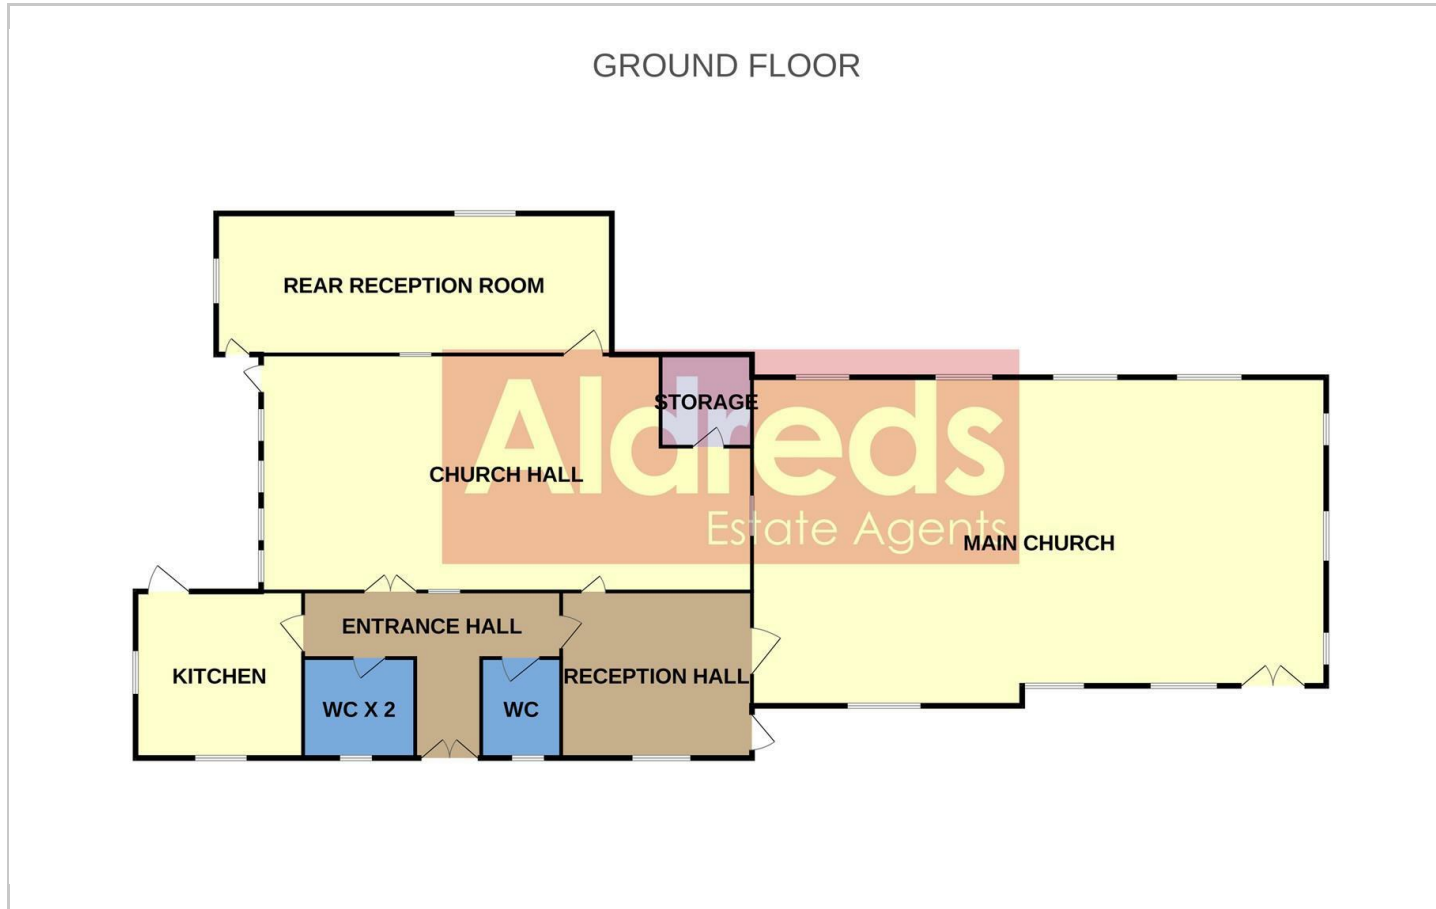 GROUND FLOOR
REAR RECEPTION ROOM
STORAGE
Aldreds
Estate Agents
CHURCH HALL
MAIN CHURCH
ENTRANCE HALL
KITCHEN
RECEPTION HALL
WC X 2
WC